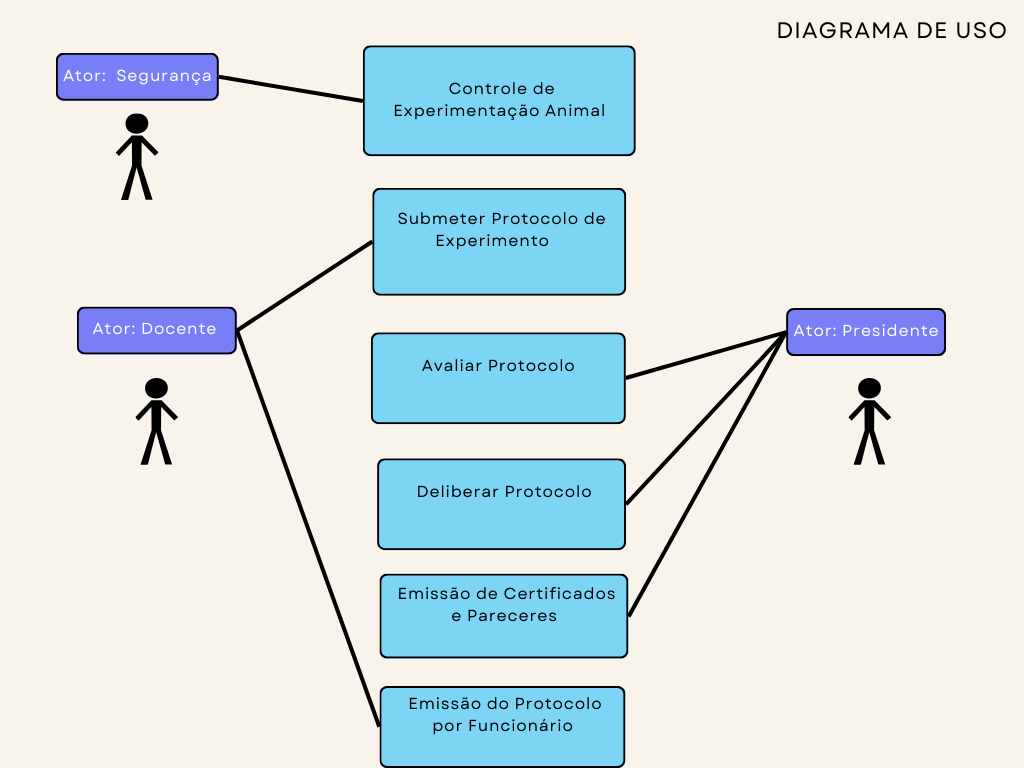 DIAGRAMA DE USO
Ator: Segurança
Controle de
Experimentação Animal
Submeter Protocolo de
Experimento
Ator: Docente
Ator: Presidente
Avaliar Protocolo
Deliberar Protocolo
Emissão de Certificados
e Pareceres
Emissão do Protocolo
por Funcionário